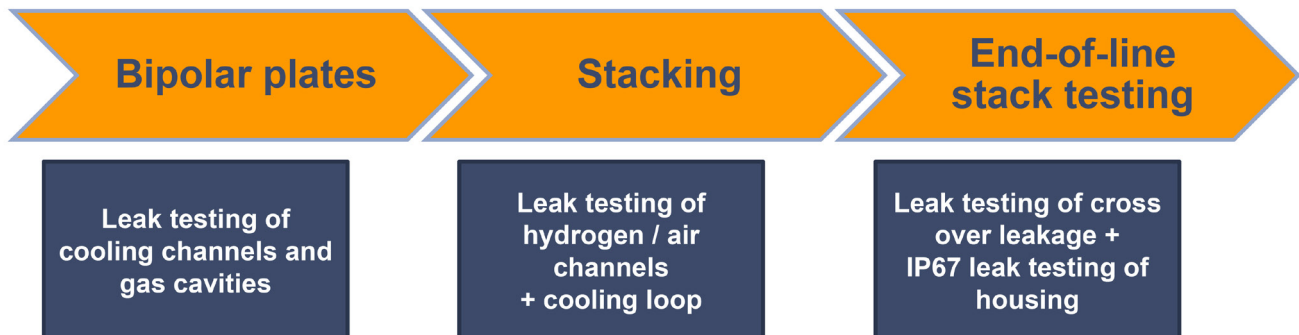 Bipolar plates
Stacking
End-of-line
stack testing
Leak testing of
cooling channels and
gas cavities
Leak testing of
hydrogen / air
channels
+ cooling loop
Leak testing of cross
over leakage +
IP67 leak testing of
housing